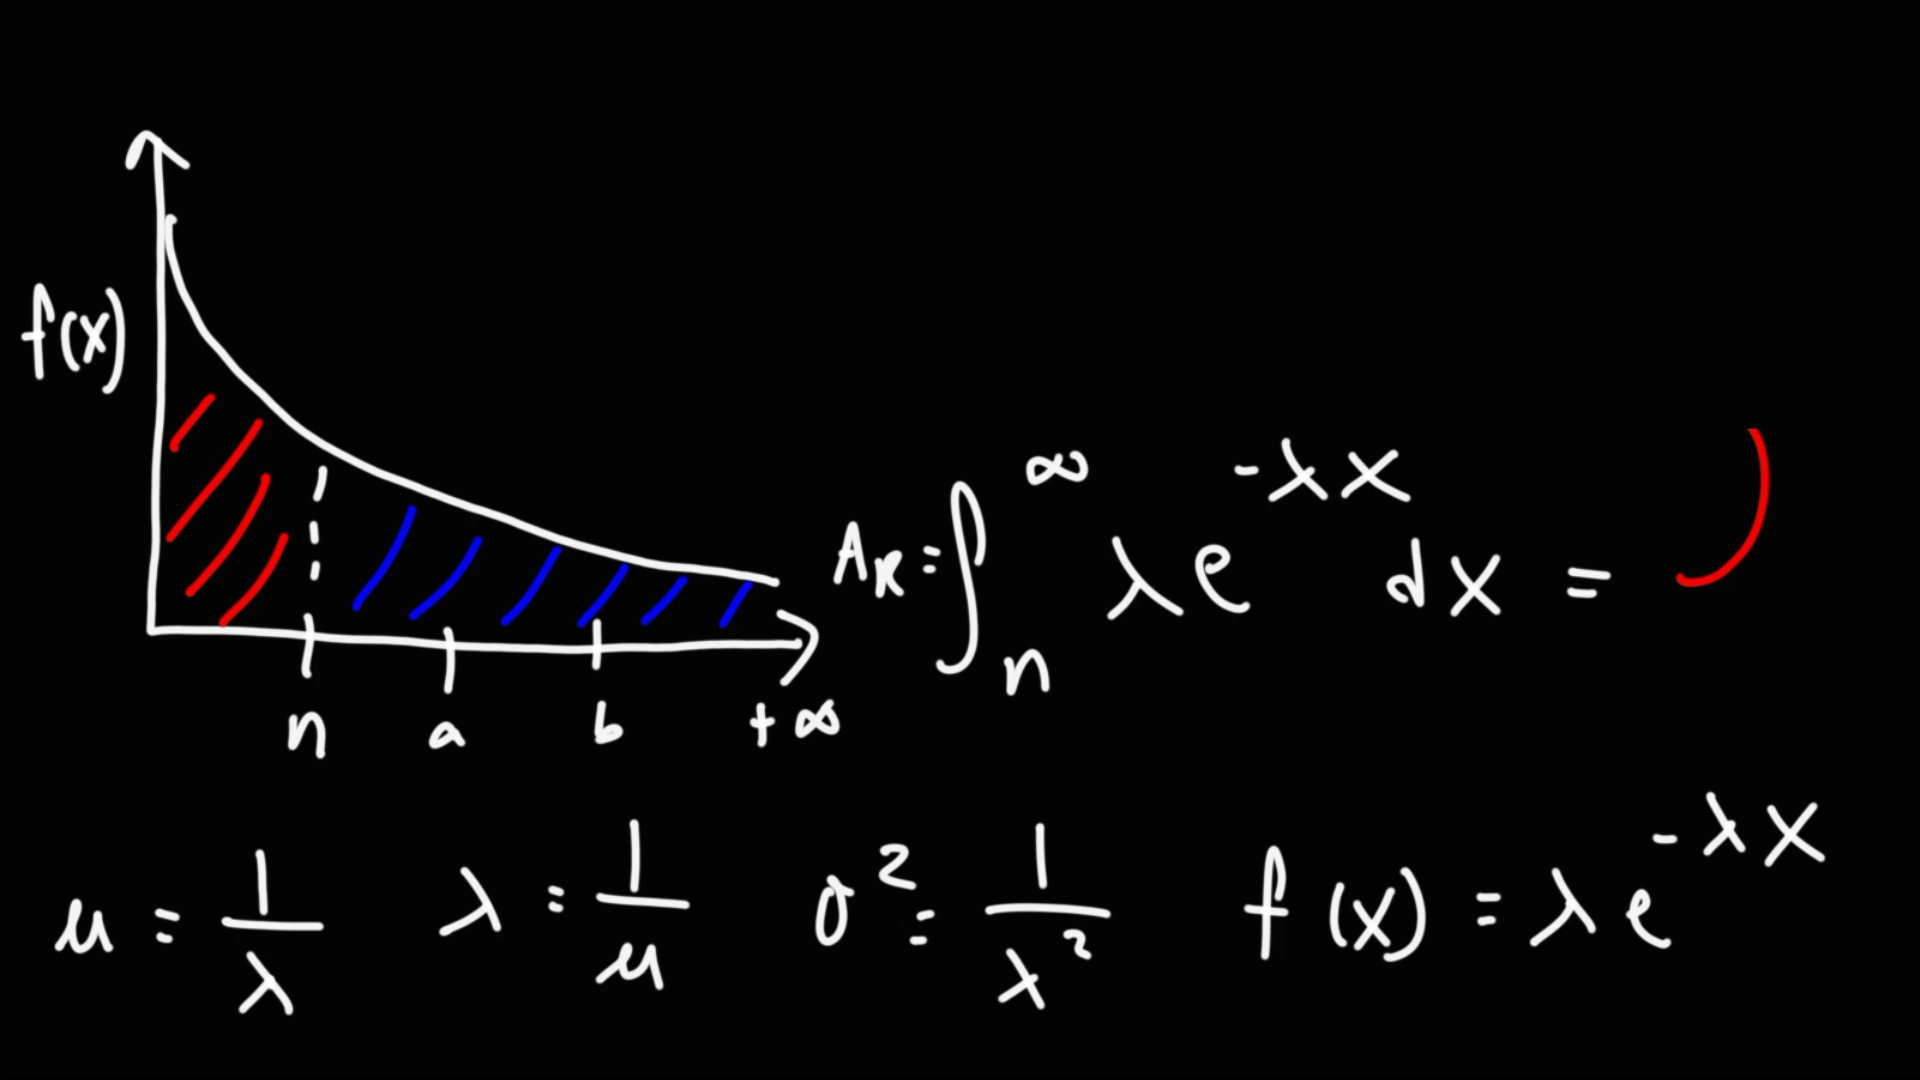 f(x)
A_R = ∫_n^∞ λe^{-λx} dx =
n a b +∞
μ = 1/λ λ = 1/μ σ² = 1/λ² f(x) = λe^{-λx}